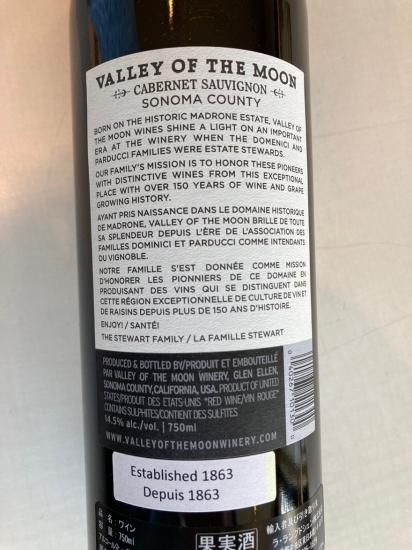 VALLEY OF THE MOON
CABERNET SAUVIGNON
SONOMA COUNTY
BORN ON THE HISTORIC MADRONE ESTATE, VALLEY OF
THE MOON WINES SHINE A LIGHT ON AN IMPORTANT
ERA AT THE WINERY WHEN THE DOMENICI AND
PARDUCCI FAMILIES WERE ESTATE STEWARDS.
OUR FAMILY'S MISSION IS TO HONOR THESE PIONEERS
WITH DISTINCTIVE WINES FROM THIS EXCEPTIONAL
PLACE WITH OVER 150 YEARS OF WINE AND GRAPE
GROWING HISTORY.
AYANT PRIS NAISSANCE DANS LE DOMAINE HISTORIQUE
DE MADRONE, VALLEY OF THE MOON BRILLE DE TOUTE
SA SPLENDEUR DEPUIS L'ÈRE DE L'ASSOCIATION DES
FAMILLES DOMINICI ET PARDUCCI COMME INTENDANTS
DU VIGNOBLE.
NOTRE FAMILLE S'EST DONNÉE COMME MISSION
D'HONORER LES PIONNIERS DE CE DOMAINE EN
PRODUISANT DES VINS QUI SE DISTINGUENT DANS
CETTE RÉGION EXCEPTIONELLE DE CULTURE DE VIN ET
DE RAISINS DEPUIS PLUS DE 150 ANS D'HISTOIRE.
ENJOY! / SANTÉ!
THE STEWART FAMILY / LA FAMILLE STEWART
PRODUCED & BOTTLED BY/PRODUIT ET EMBOUTEILLÉ
PAR VALLEY OF THE MOON WINERY, GLEN ELLEN,
SONOMA COUNTY, CALIFORNIA, USA. PRODUCT OF UNITED
STATES/PRODUIT DES ÉTATS-UNIS *RED WINE/VIN ROUGE*
CONTAINS SULPHITES/CONTIENT DES SULFITES
14.5% alc./vol. | 750ml
WWW.VALLEYOFTHEMOONWINERY.COM
Established 1863
Depuis 1863
品名:ワイン
容量:750ml
果実酒